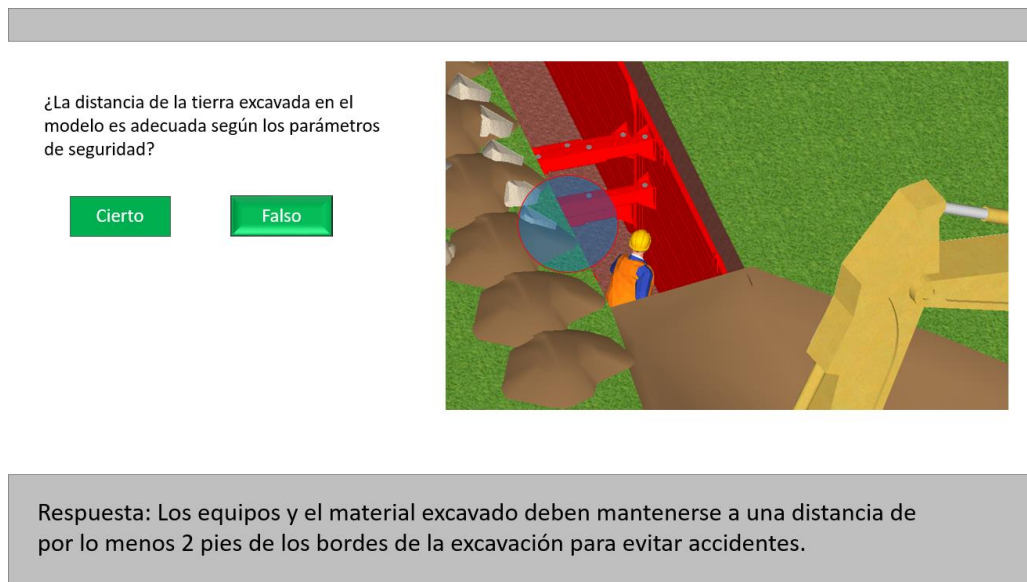 ¿La distancia de la tierra excavada en el
modelo es adecuada según los parámetros
de seguridad?
Cierto
Falso
Respuesta: Los equipos y el material excavado deben mantenerse a una distancia de
por lo menos 2 pies de los bordes de la excavación para evitar accidentes.